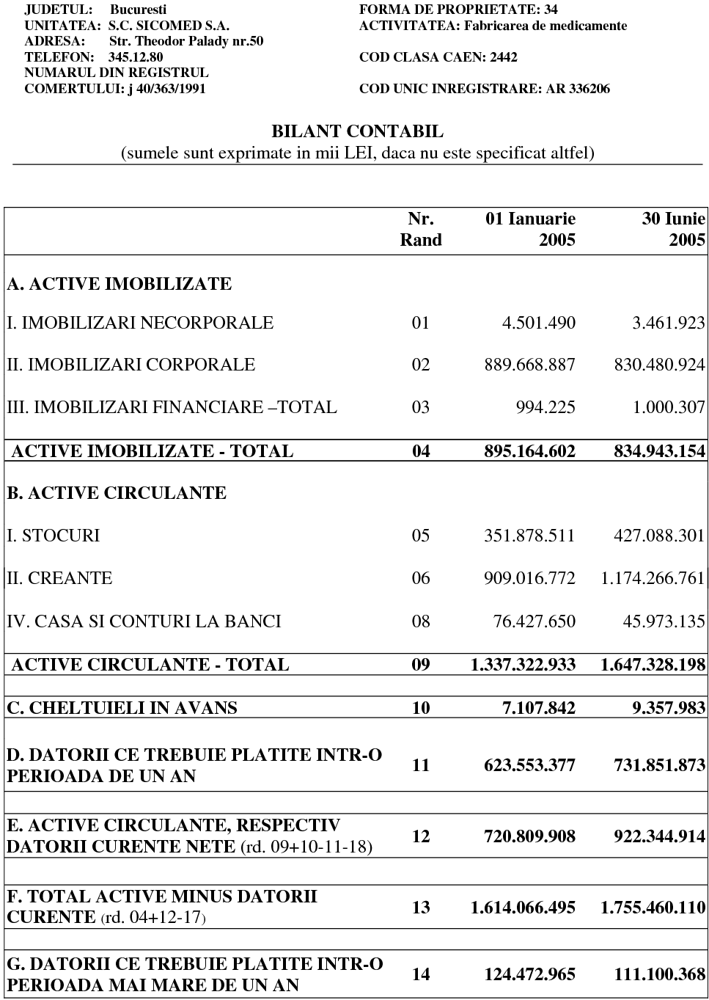 JUDETUL: Bucuresti FORMA DE PROPRIETATE: 34
UNITATEA: S.C. SICOMED S.A. ACTIVITATEA: Fabricarea de medicamente
ADRESA: Str. Theodor Palady nr.50
TELEFON: 345.12.80 COD CLASA CAEN: 2442
NUMARUL DIN REGISTRUL
COMERTULUI: j 40/363/1991 COD UNIC INREGISTRARE: AR 336206
BILANT CONTABIL
(sumele sunt exprimate in mii LEI, daca nu este specificat altfel)
Nr. 01 Ianuarie 30 Iunie
Rand 2005 2005
A. ACTIVE IMOBILIZATE
I. IMOBILIZARI NECORPORALE 01 4.501.490 3.461.923
II. IMOBILIZARI CORPORALE 02 889.668.887 830.480.924
III. IMOBILIZARI FINANCIARE –TOTAL 03 994.225 1.000.307
ACTIVE IMOBILIZATE - TOTAL 04 895.164.602 834.943.154
B. ACTIVE CIRCULANTE
I. STOCURI 05 351.878.511 427.088.301
II. CREANTE 06 909.016.772 1.174.266.761
IV. CASA SI CONTURI LA BANCI 08 76.427.650 45.973.135
ACTIVE CIRCULANTE - TOTAL 09 1.337.322.933 1.647.328.198
C. CHELTUIELI IN AVANS 10 7.107.842 9.357.983
D. DATORII CE TREBUIE PLATITE INTR-O
PERIOADA DE UN AN 11 623.553.377 731.851.873
E. ACTIVE CIRCULANTE, RESPECTIV
DATORII CURENTE NETE (rd. 09+10-11-18) 12 720.809.908 922.344.914
F. TOTAL ACTIVE MINUS DATORII
CURENTE (rd. 04+12-17) 13 1.614.066.495 1.755.460.110
G. DATORII CE TREBUIE PLATITE INTR-O
PERIOADA MAI MARE DE UN AN 14 124.472.965 111.100.368